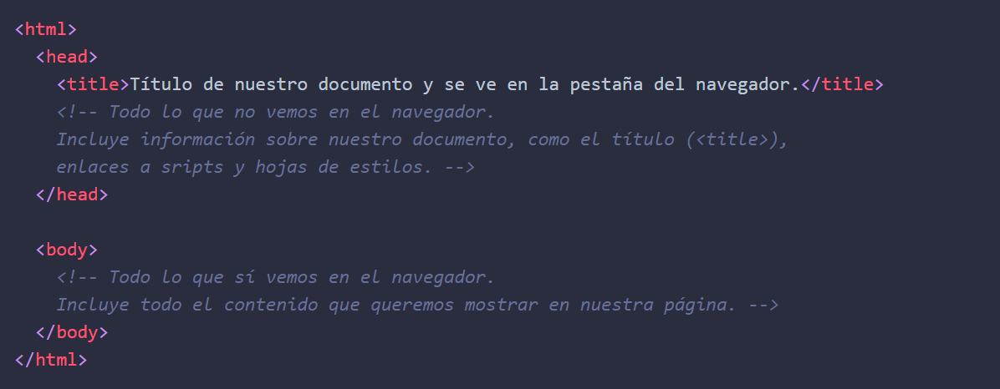 <html>
<head>
<title>Título de nuestro documento y se ve en la pestaña del navegador.</title>
<!-- Todo lo que no vemos en el navegador.
Incluye información sobre nuestro documento, como el título (<title>),
enlaces a sripts y hojas de estilos. -->
</head>
<body>
<!-- Todo lo que sí vemos en el navegador.
Incluye todo el contenido que queremos mostrar en nuestra página. -->
</body>
</html>